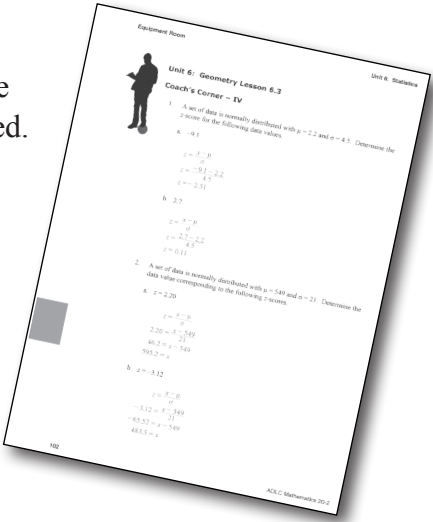 e
ed.
Equipment Room
Unit 6: Statistics
Unit 6: Geometry Lesson 6.3
Coach's Corner – IV
1. A set of data is normally distributed with μ = 2.2 and σ = 4.5. Determine the
z-score for the following data values.
a. -9.1
z = x - μ / σ
z = -9.1 - 2.2 / 4.5
z = -2.51
b. 2.7
z = x - μ / σ
z = 2.7 - 2.2 / 4.5
z = 0.11
2. A set of data is normally distributed with μ = 549 and σ = 21. Determine the
data value corresponding to the following z-scores.
a. z = 2.20
z = x - μ / σ
2.20 = x - 549 / 21
46.2 = x - 549
595.2 = x
b. z = -3.12
z = x - μ / σ
-3.12 = x - 549 / 21
-65.52 = x - 549
483.5 = x
102
ADLC Mathematics 20-2